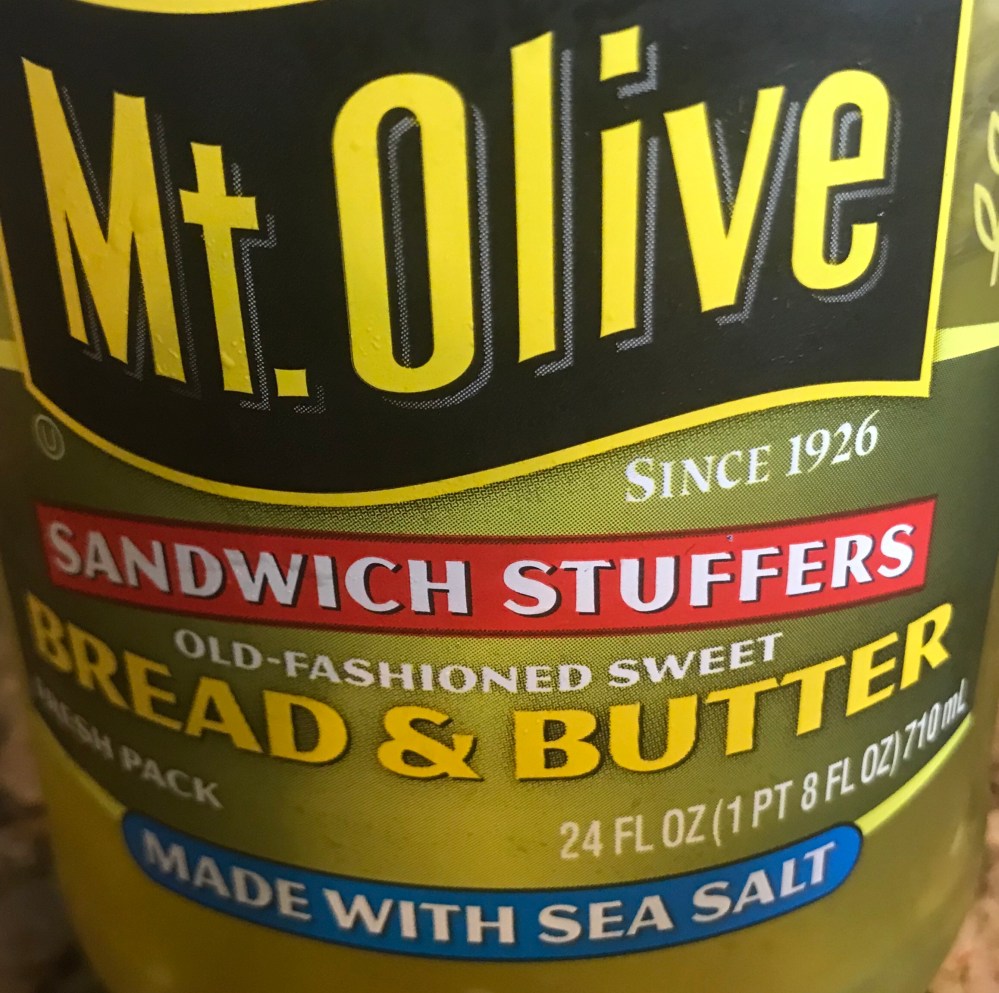 Mt. Olive
U
SINCE 1926
SANDWICH STUFFERS
OLD-FASHIONED SWEET
BREAD & BUTTER
FRESH PACK
24 FL OZ (1 PT 8 FL OZ) 710 mL
MADE WITH SEA SALT